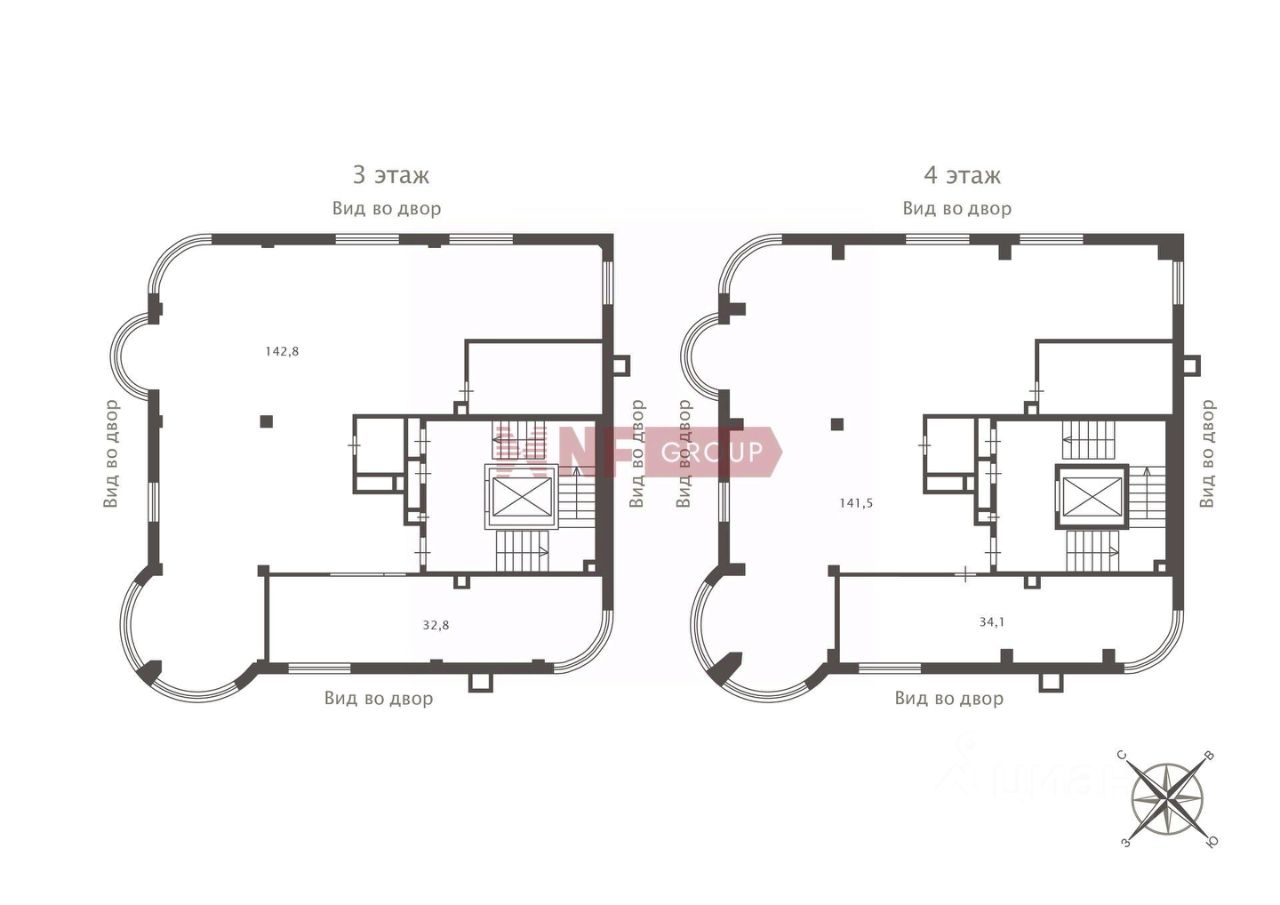 3 этаж
Вид во двор
4 этаж
Вид во двор
142,8
Вид во двор
Вид во двор
32,8
Вид во двор
NF GROUP
Вид во двор
141,5
Вид во двор
34,1
Вид во двор
циан
С
В
З
Ю